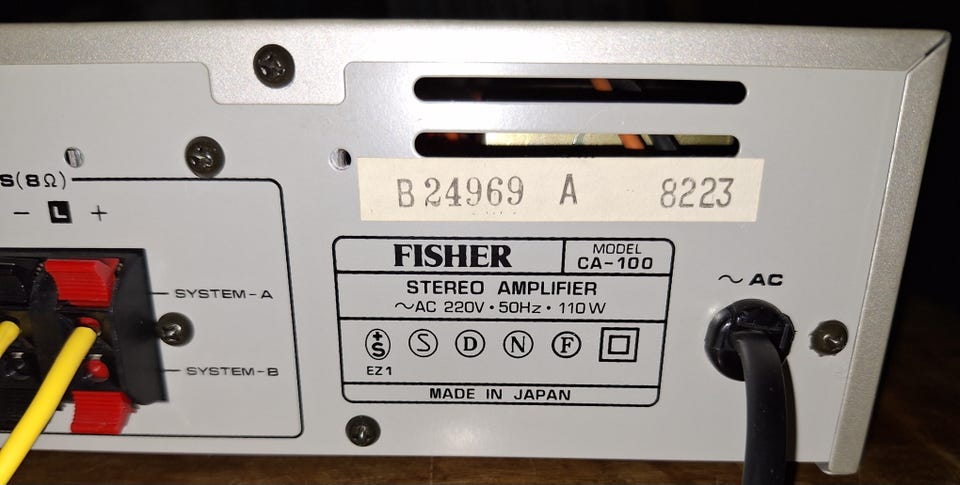 S(8Ω)
− L +
SYSTEM-A
SYSTEM-B
B24969 A 8223
FISHER
MODEL
CA-100
STEREO AMPLIFIER
～AC 220V・50Hz・110W
+S S D N F
EZ1
MADE IN JAPAN
～AC